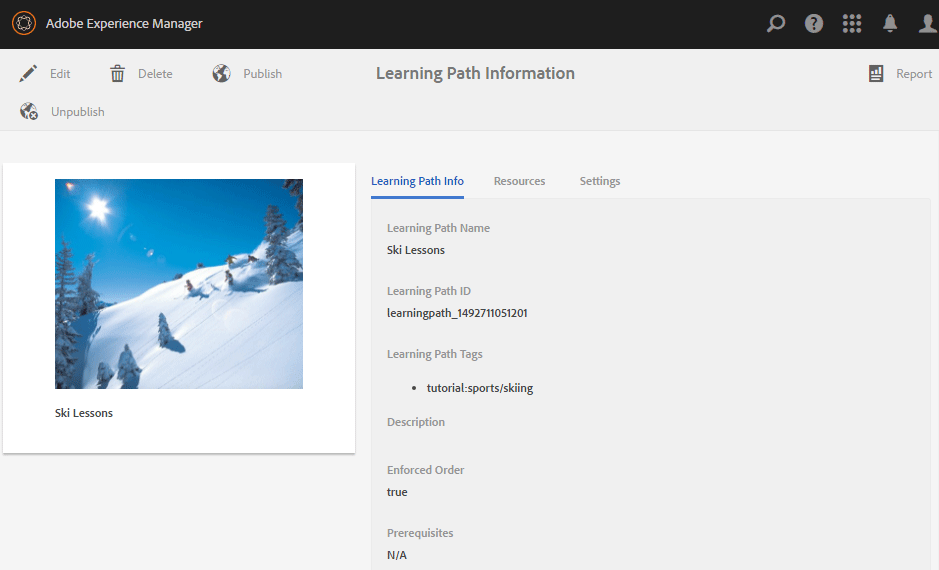 Adobe Experience Manager
Edit Delete Publish Learning Path Information Report
Unpublish
Learning Path Info Resources Settings
Learning Path Name
Ski Lessons
Learning Path ID
learningpath_1492711051201
Learning Path Tags
• tutorial:sports/skiing
Description
Enforced Order
true
Prerequisites
N/A
Ski Lessons